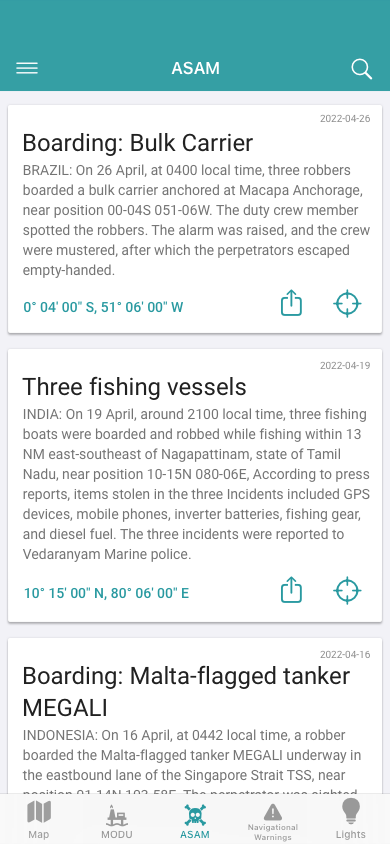 ASAM
2022-04-26
Boarding: Bulk Carrier
BRAZIL: On 26 April, at 0400 local time, three robbers
boarded a bulk carrier anchored at Macapa Anchorage,
near position 00-04S 051-06W. The duty crew member
spotted the robbers. The alarm was raised, and the crew
were mustered, after which the perpetrators escaped
empty-handed.
0° 04' 00" S, 51° 06' 00" W
2022-04-19
Three fishing vessels
INDIA: On 19 April, around 2100 local time, three fishing
boats were boarded and robbed while fishing within 13
NM east-southeast of Nagapattinam, state of Tamil
Nadu, near position 10-15N 080-06E, According to press
reports, items stolen in the three Incidents included GPS
devices, mobile phones, inverter batteries, fishing gear,
and diesel fuel. The three incidents were reported to
Vedaranyam Marine police.
10° 15' 00" N, 80° 06' 00" E
2022-04-16
Boarding: Malta-flagged tanker
MEGALI
INDONESIA: On 16 April, at 0442 local time, a robber
boarded the Malta-flagged tanker MEGALI underway in
the eastbound lane of the Singapore Strait TSS, near
position 01-14N 103-58E. The perpetrator was sighted
Map
MODU
ASAM
Navigational
Warnings
Lights